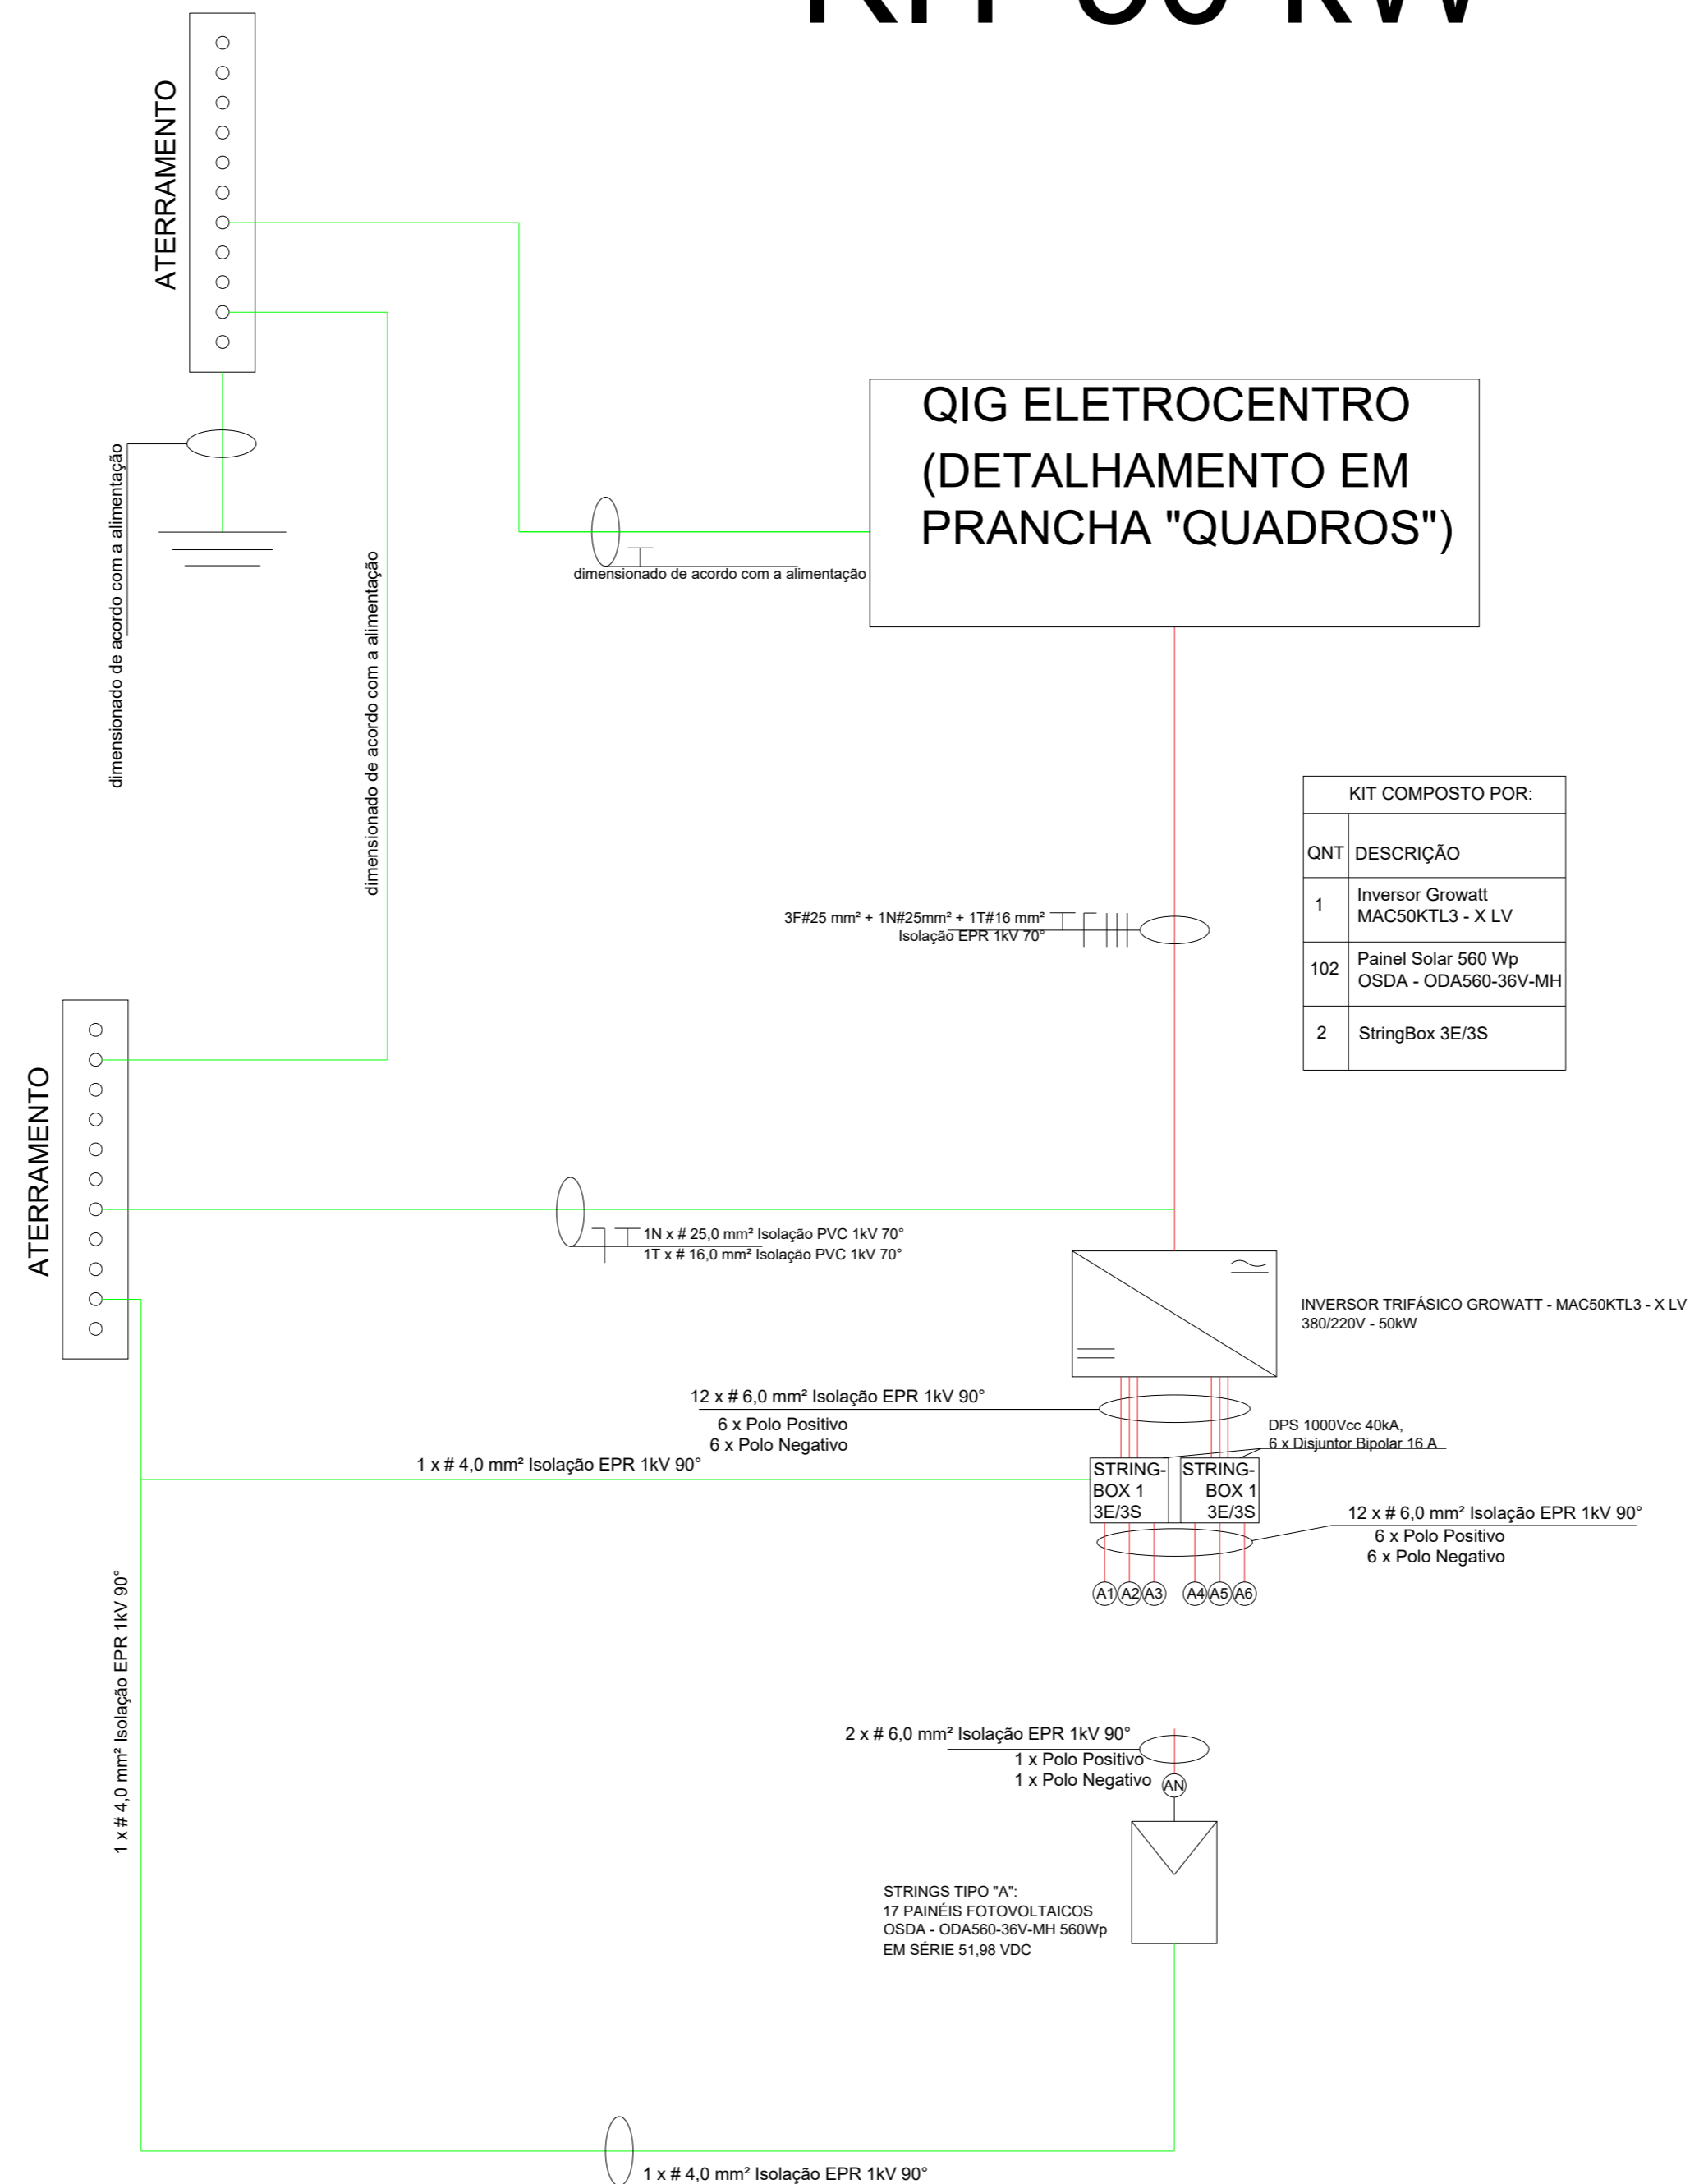 ATERRAMENTO
QIG ELETROCENTRO
(DETALHAMENTO EM
PRANCHA "QUADROS")
dimensionado de acordo com a alimentação
dimensionado de acordo com a alimentação
dimensionado de acordo com a alimentação
KIT COMPOSTO POR:
QNT DESCRIÇÃO
1 Inversor Growatt
MAC50KTL3 - X LV
102 Painel Solar 560 Wp
OSDA - ODA560-36V-MH
2 StringBox 3E/3S
3F#25 mm² + 1N#25mm² + 1T#16 mm²
Isolação EPR 1kV 70°
ATERRAMENTO
1N x # 25,0 mm² Isolação PVC 1kV 70°
1T x # 16,0 mm² Isolação PVC 1kV 70°
INVERSOR TRIFÁSICO GROWATT - MAC50KTL3 - X LV
380/220V - 50kW
12 x # 6,0 mm² Isolação EPR 1kV 90°
6 x Polo Positivo
6 x Polo Negativo
DPS 1000Vcc 40kA,
6 x Disjuntor Bipolar 16 A
1 x # 4,0 mm² Isolação EPR 1kV 90°
STRING-
BOX 1
3E/3S
STRING-
BOX 1
3E/3S
12 x # 6,0 mm² Isolação EPR 1kV 90°
6 x Polo Positivo
6 x Polo Negativo
A1 A2 A3 A4 A5 A6
1 x # 4,0 mm² Isolação EPR 1kV 90°
2 x # 6,0 mm² Isolação EPR 1kV 90°
1 x Polo Positivo
1 x Polo Negativo
AN
STRINGS TIPO "A":
17 PAINÉIS FOTOVOLTAICOS
OSDA - ODA560-36V-MH 560Wp
EM SÉRIE 51,98 VDC
1 x # 4,0 mm² Isolação EPR 1kV 90°